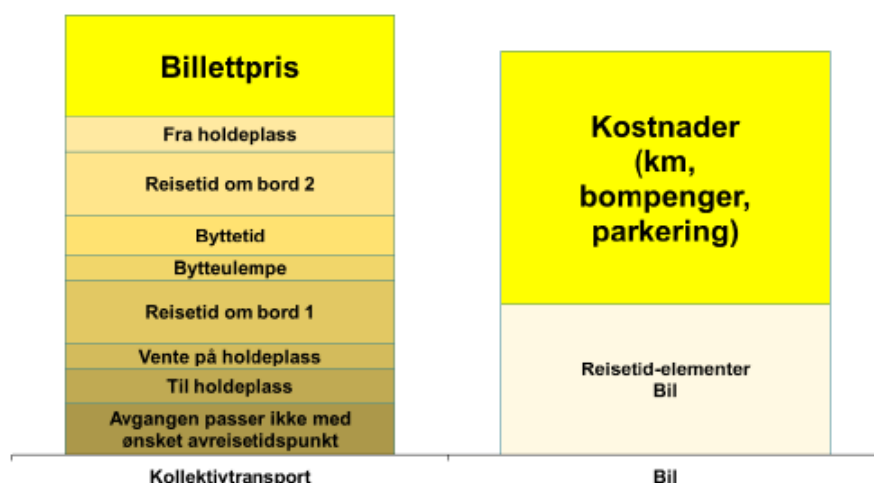 Billettpris
Fra holdeplass
Reisetid om bord 2
Byttetid
Bytteulempe
Reisetid om bord 1
Vente på holdeplass
Til holdeplass
Avgangen passer ikke med
ønsket avreisetidspunkt
Kollektivtransport
Kostnader
(km,
bompenger,
parkering)
Reisetid-elementer
Bil
Bil